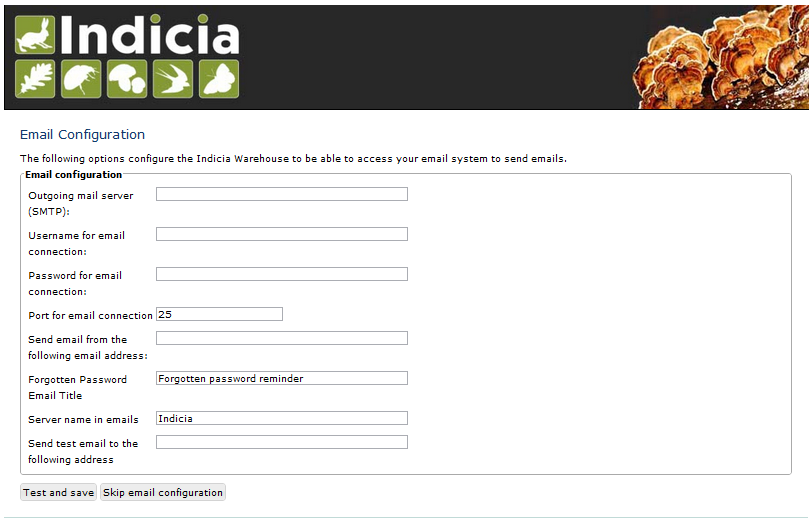 Indicia
Email Configuration
The following options configure the Indicia Warehouse to be able to access your email system to send emails.
Email configuration
Outgoing mail server
(SMTP):
Username for email
connection:
Password for email
connection:
Port for email connection 25
Send email from the
following email address:
Forgotten Password Forgotten password reminder
Email Title
Server name in emails Indicia
Send test email to the
following address
Test and save Skip email configuration